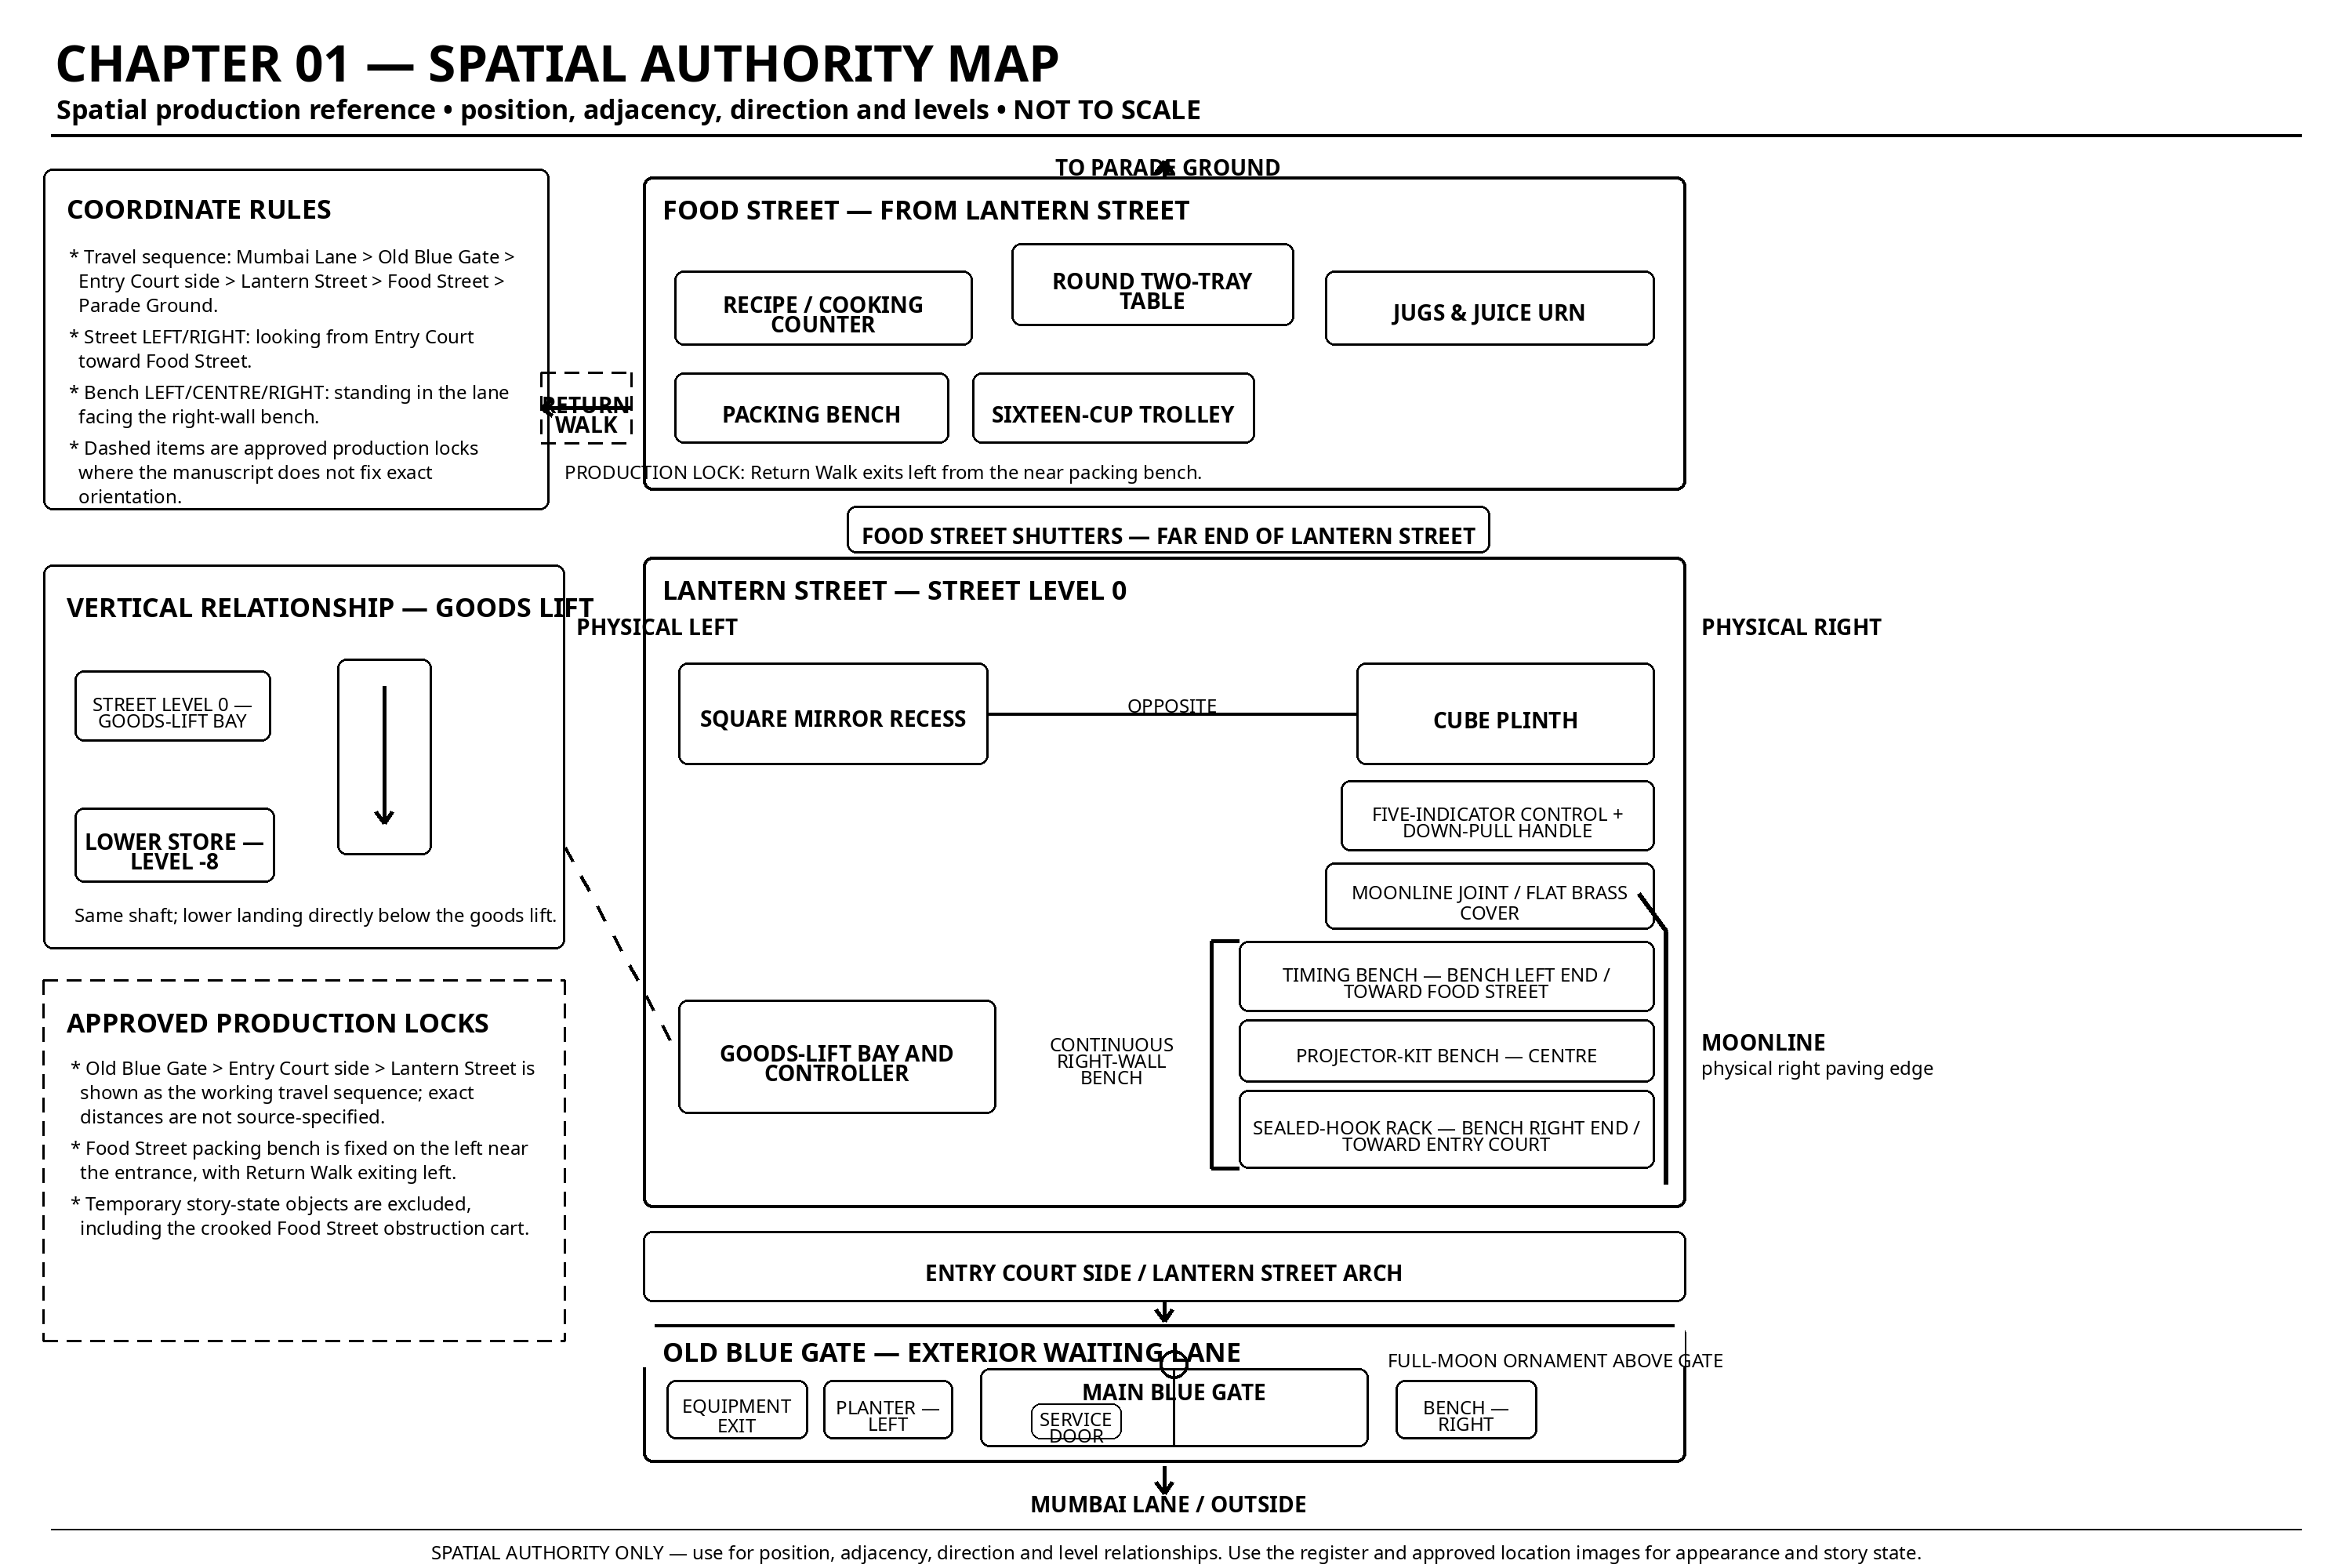 CHAPTER 01 — SPATIAL AUTHORITY MAP
Spatial production reference • position, adjacency, direction and levels • NOT TO SCALE
COORDINATE RULES
* Travel sequence: Mumbai Lane > Old Blue Gate >
Entry Court side > Lantern Street > Food Street >
Parade Ground.
* Street LEFT/RIGHT: looking from Entry Court
toward Food Street.
* Bench LEFT/CENTRE/RIGHT: standing in the lane
facing the right-wall bench.
* Dashed items are approved production locks
where the manuscript does not fix exact
orientation.
TO PARADE GROUND
FOOD STREET — FROM LANTERN STREET
RECIPE / COOKING
COUNTER
ROUND TWO-TRAY
TABLE
JUGS & JUICE URN
RETURN
WALK
PACKING BENCH
SIXTEEN-CUP TROLLEY
PRODUCTION LOCK: Return Walk exits left from the near packing bench.
FOOD STREET SHUTTERS — FAR END OF LANTERN STREET
VERTICAL RELATIONSHIP — GOODS LIFT
STREET LEVEL 0 —
GOODS-LIFT BAY
LOWER STORE —
LEVEL -8
Same shaft; lower landing directly below the goods lift.
LANTERN STREET — STREET LEVEL 0
PHYSICAL LEFT
PHYSICAL RIGHT
SQUARE MIRROR RECESS
OPPOSITE
CUBE PLINTH
FIVE-INDICATOR CONTROL +
DOWN-PULL HANDLE
MOONLINE JOINT / FLAT BRASS
COVER
TIMING BENCH — BENCH LEFT END /
TOWARD FOOD STREET
GOODS-LIFT BAY AND
CONTROLLER
CONTINUOUS
RIGHT-WALL
BENCH
PROJECTOR-KIT BENCH — CENTRE
SEALED-HOOK RACK — BENCH RIGHT END /
TOWARD ENTRY COURT
MOONLINE
physical right paving edge
APPROVED PRODUCTION LOCKS
* Old Blue Gate > Entry Court side > Lantern Street is
shown as the working travel sequence; exact
distances are not source-specified.
* Food Street packing bench is fixed on the left near
the entrance, with Return Walk exiting left.
* Temporary story-state objects are excluded,
including the crooked Food Street obstruction cart.
ENTRY COURT SIDE / LANTERN STREET ARCH
OLD BLUE GATE — EXTERIOR WAITING LANE
FULL-MOON ORNAMENT ABOVE GATE
EQUIPMENT
EXIT
PLANTER —
LEFT
MAIN BLUE GATE
SERVICE
DOOR
BENCH —
RIGHT
MUMBAI LANE / OUTSIDE
SPATIAL AUTHORITY ONLY — use for position, adjacency, direction and level relationships. Use the register and approved location images for appearance and story state.